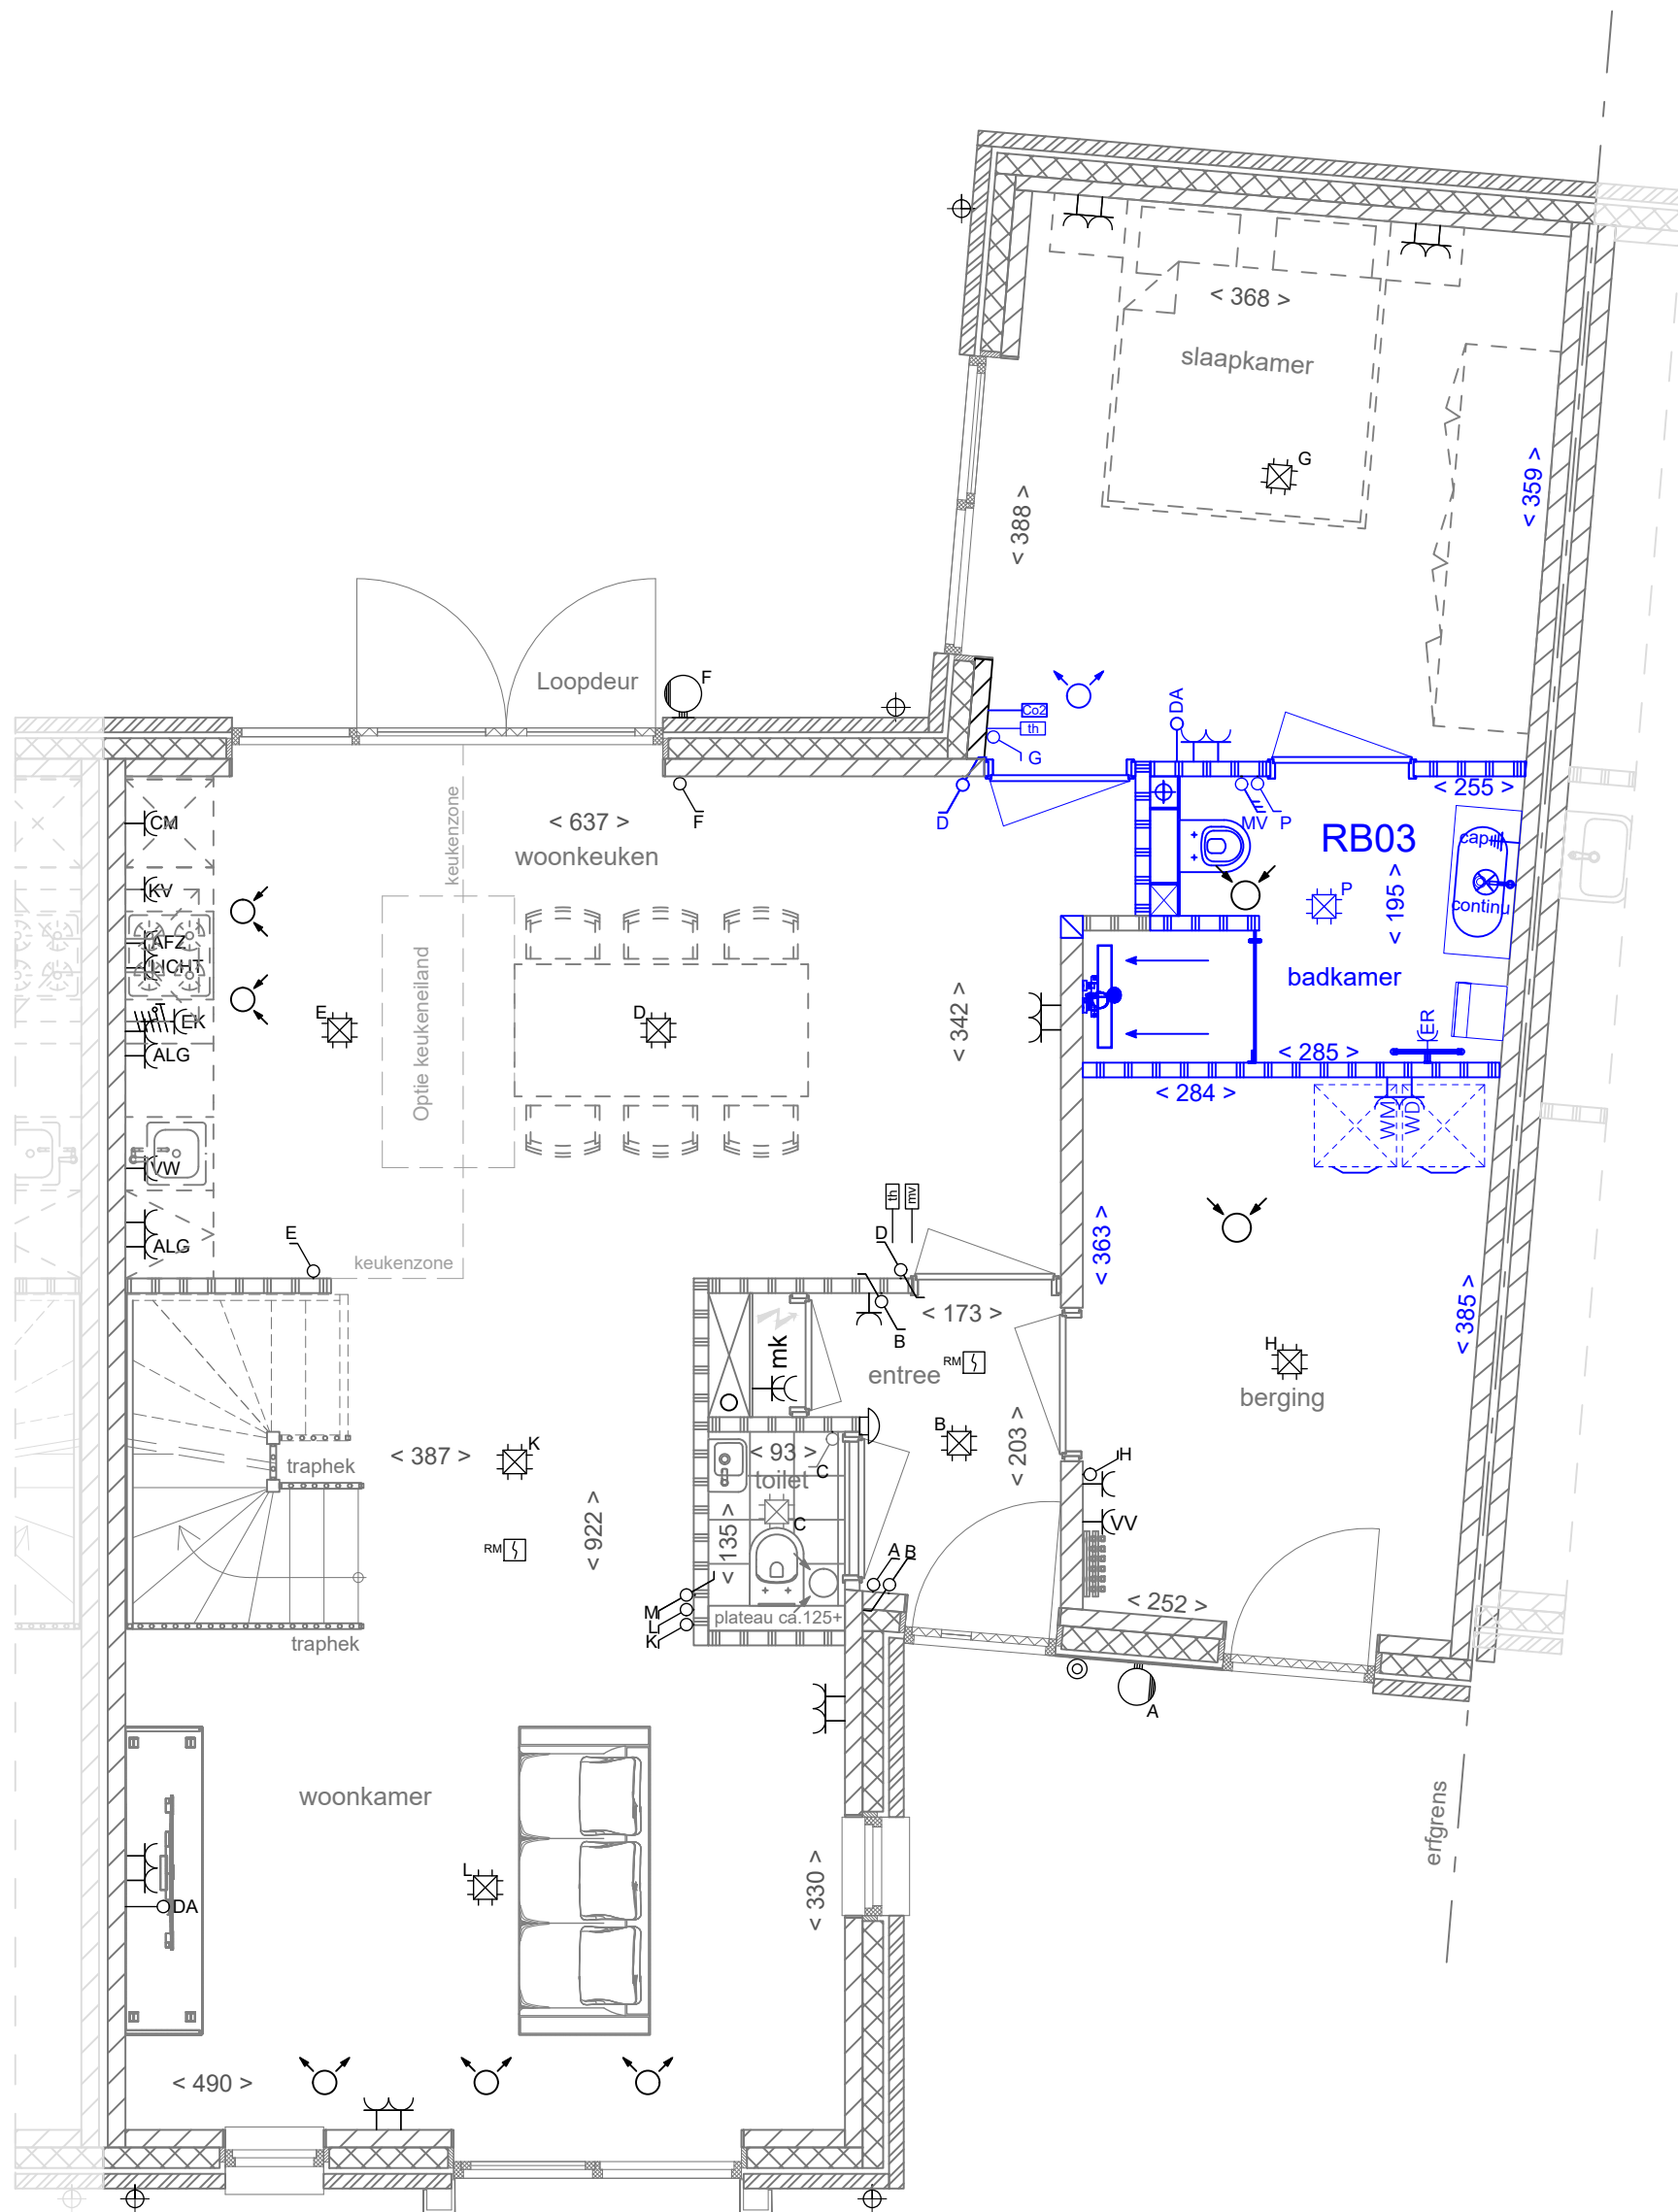 < 368 >
slaapkamer
G
< 359 >
< 388 >
Loopdeur
F
DA
Co2
th
G
D
F
< 255 >
MV P
RB03
cap
continu
P
< 195 >
badkamer
ER
< 285 >
< 284 >
WM
WD
CM
KV
AFZ
LICHT
EK
ALG
VW
ALG
keukenzone
< 637 >
woonkeuken
Optie keukeneiland
E
D
< 342 >
keukenzone
E
th
mv
D
B
< 173 >
mk
entree
RM
B
< 203 >
< 363 >
< 385 >
H
berging
H
VV
< 252 >
traphek
traphek
< 387 >
K
RM
< 922 >
< 93 >
toilet
C
C
< 135 >
plateau ca.125+
A B
M
L
K
A
woonkamer
L
DA
< 330 >
< 490 >
erfgrens